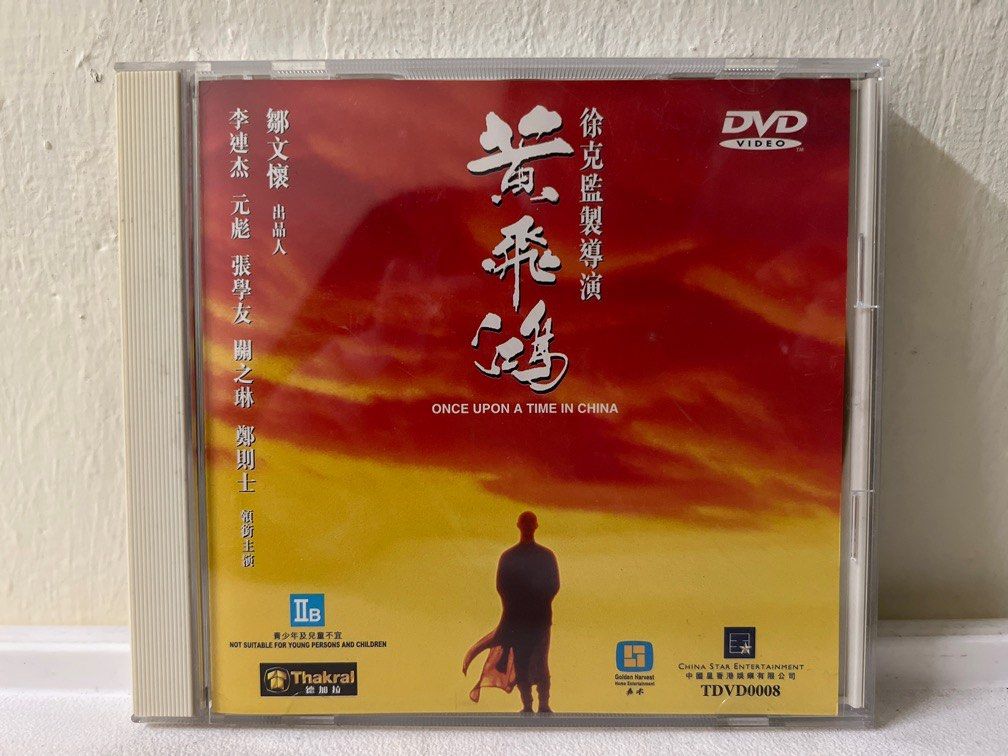 徐克監製導演
DVD
VIDEO
TM
黃飛鴻
ONCE UPON A TIME IN CHINA
鄒文懷 出品人
李連杰 元彪 張學友 關之琳 鄭則士 領銜主演
IIB
青少年及兒童不宜
NOT SUITABLE FOR YOUNG PERSONS AND CHILDREN
Thakral
德加拉
Golden Harvest
Home Entertainment
嘉禾
CHINA STAR ENTERTAINMENT
中國星香港娛樂有限公司
TDVD0008